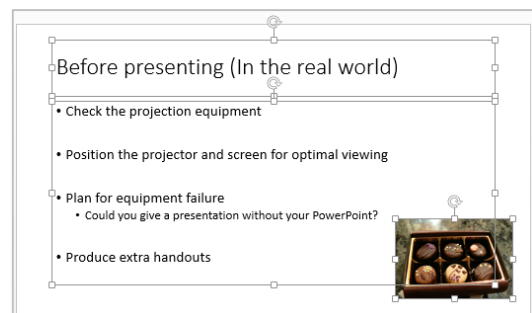 Before presenting (In the real world)
• Check the projection equipment
• Position the projector and screen for optimal viewing
• Plan for equipment failure
• Could you give a presentation without your PowerPoint?
• Produce extra handouts